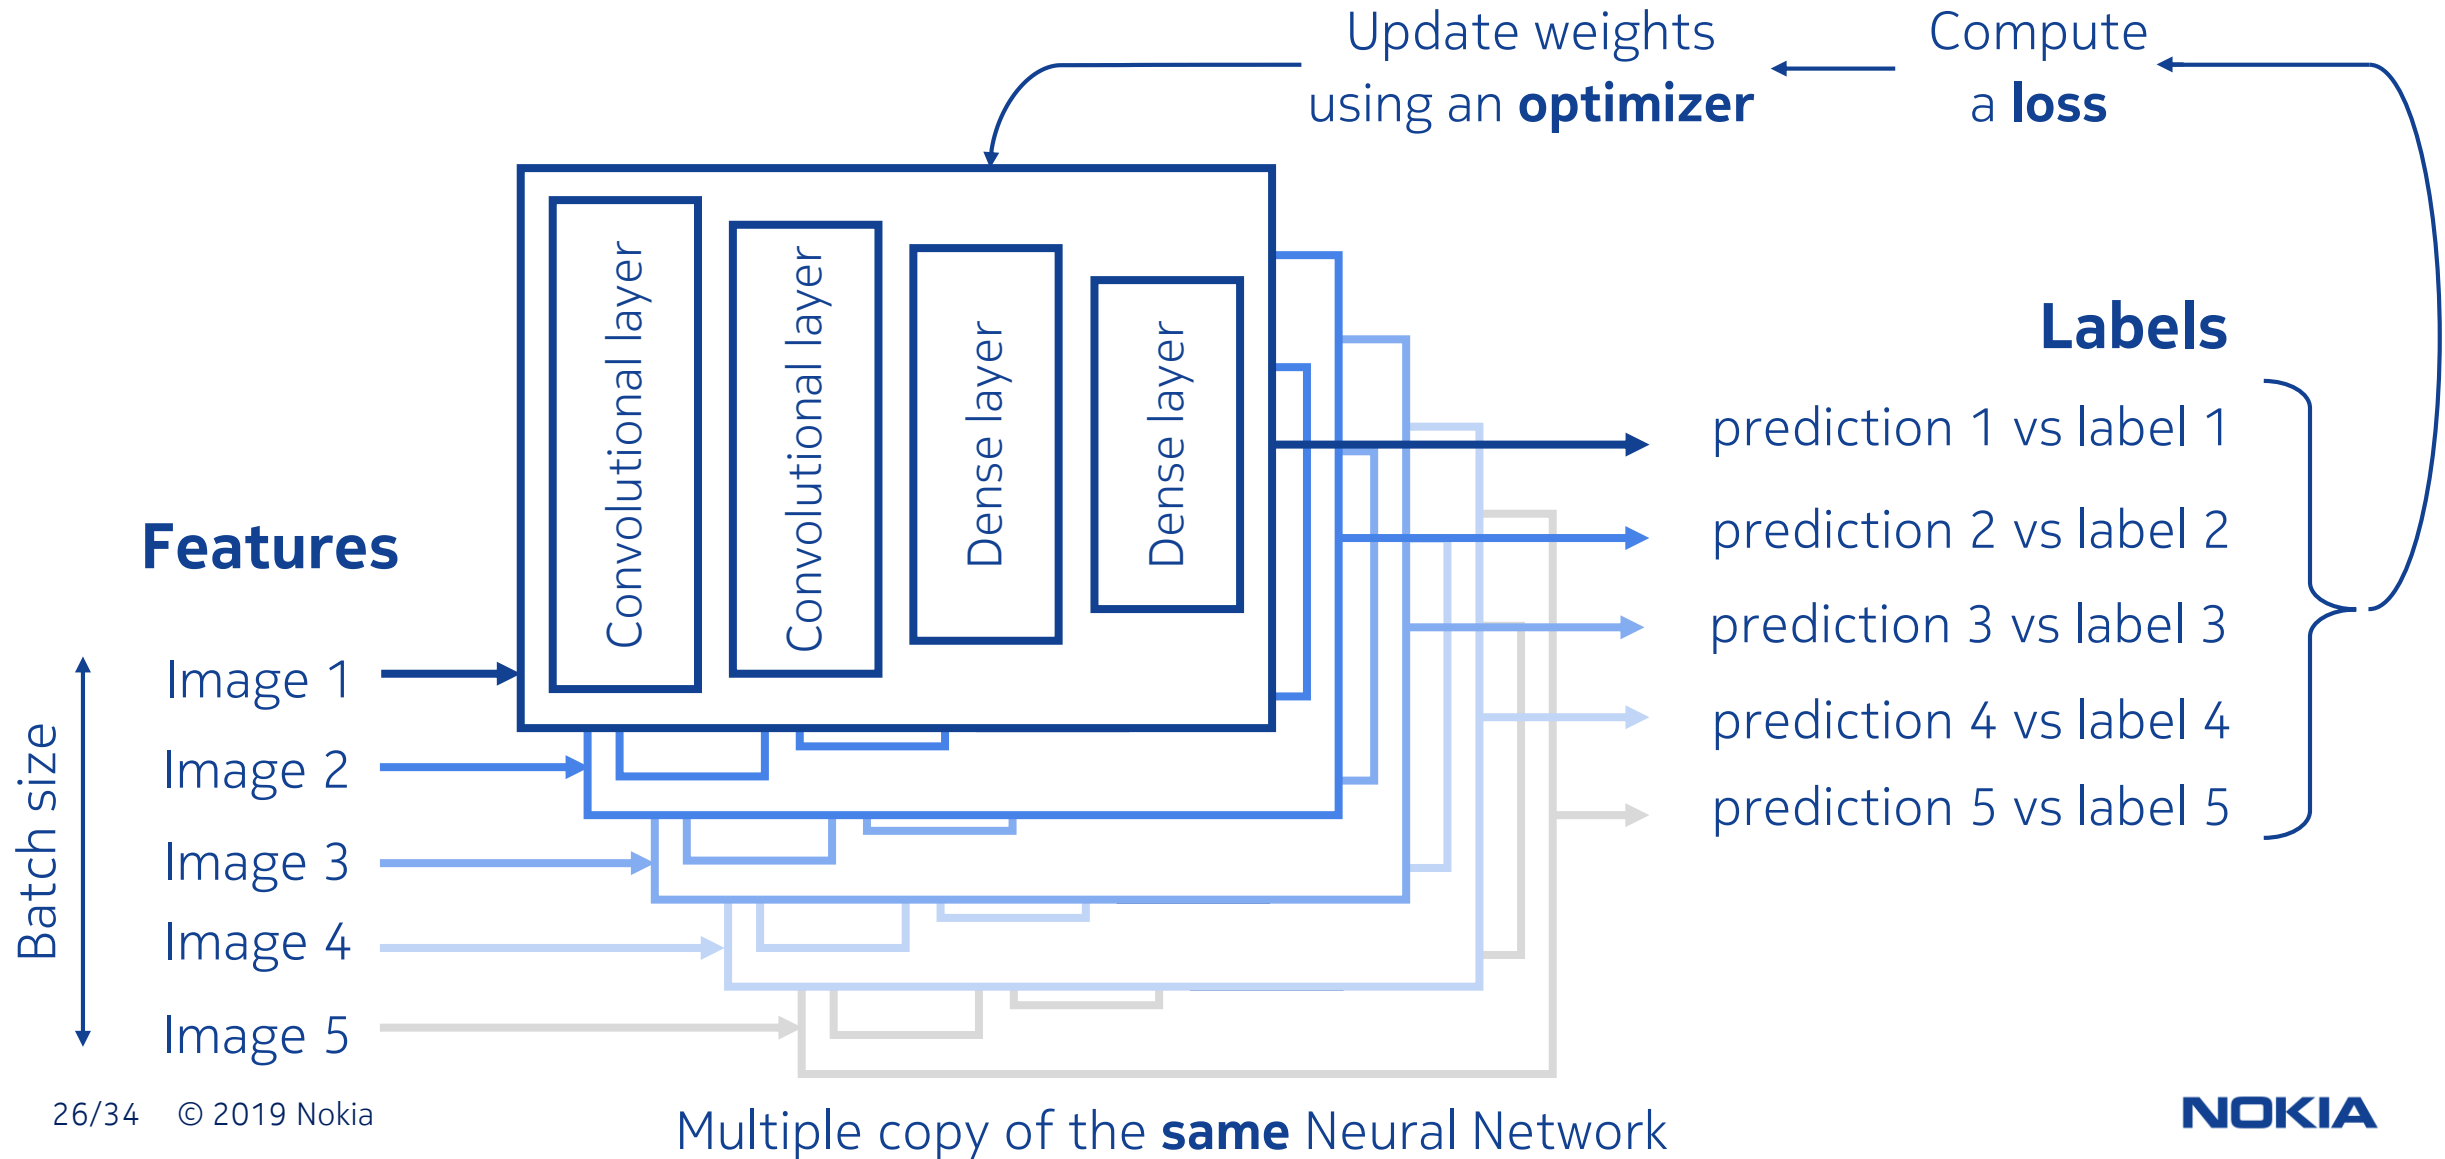 Update weights
using an optimizer
Compute
a loss
Convolutional layer
Convolutional layer
Dense layer
Dense layer
Labels
prediction 1 vs label 1
prediction 2 vs label 2
prediction 3 vs label 3
prediction 4 vs label 4
prediction 5 vs label 5
Features
Batch size
Image 1
Image 2
Image 3
Image 4
Image 5
26/34 © 2019 Nokia
Multiple copy of the same Neural Network
NOKIA